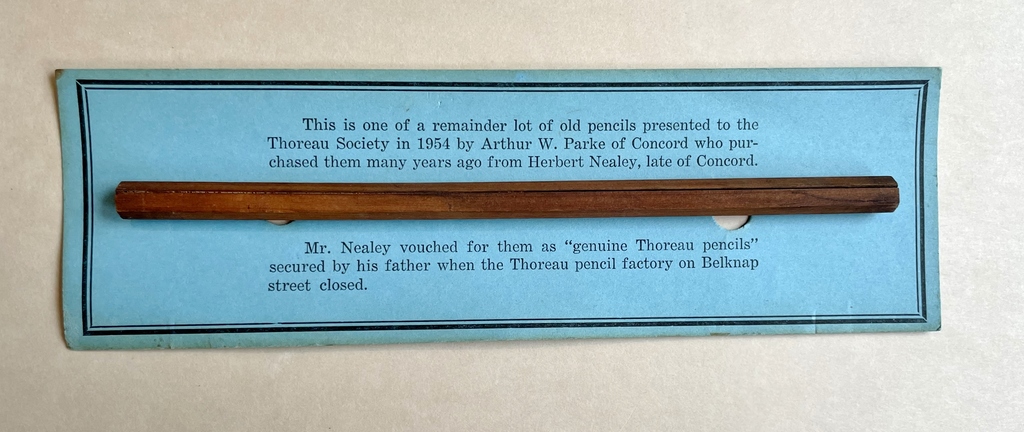 This is one of a remainder lot of old pencils presented to the
Thoreau Society in 1954 by Arthur W. Parke of Concord who pur-
chased them many years ago from Herbert Nealey, late of Concord.
Mr. Nealey vouched for them as “genuine Thoreau pencils”
secured by his father when the Thoreau pencil factory on Belknap
street closed.